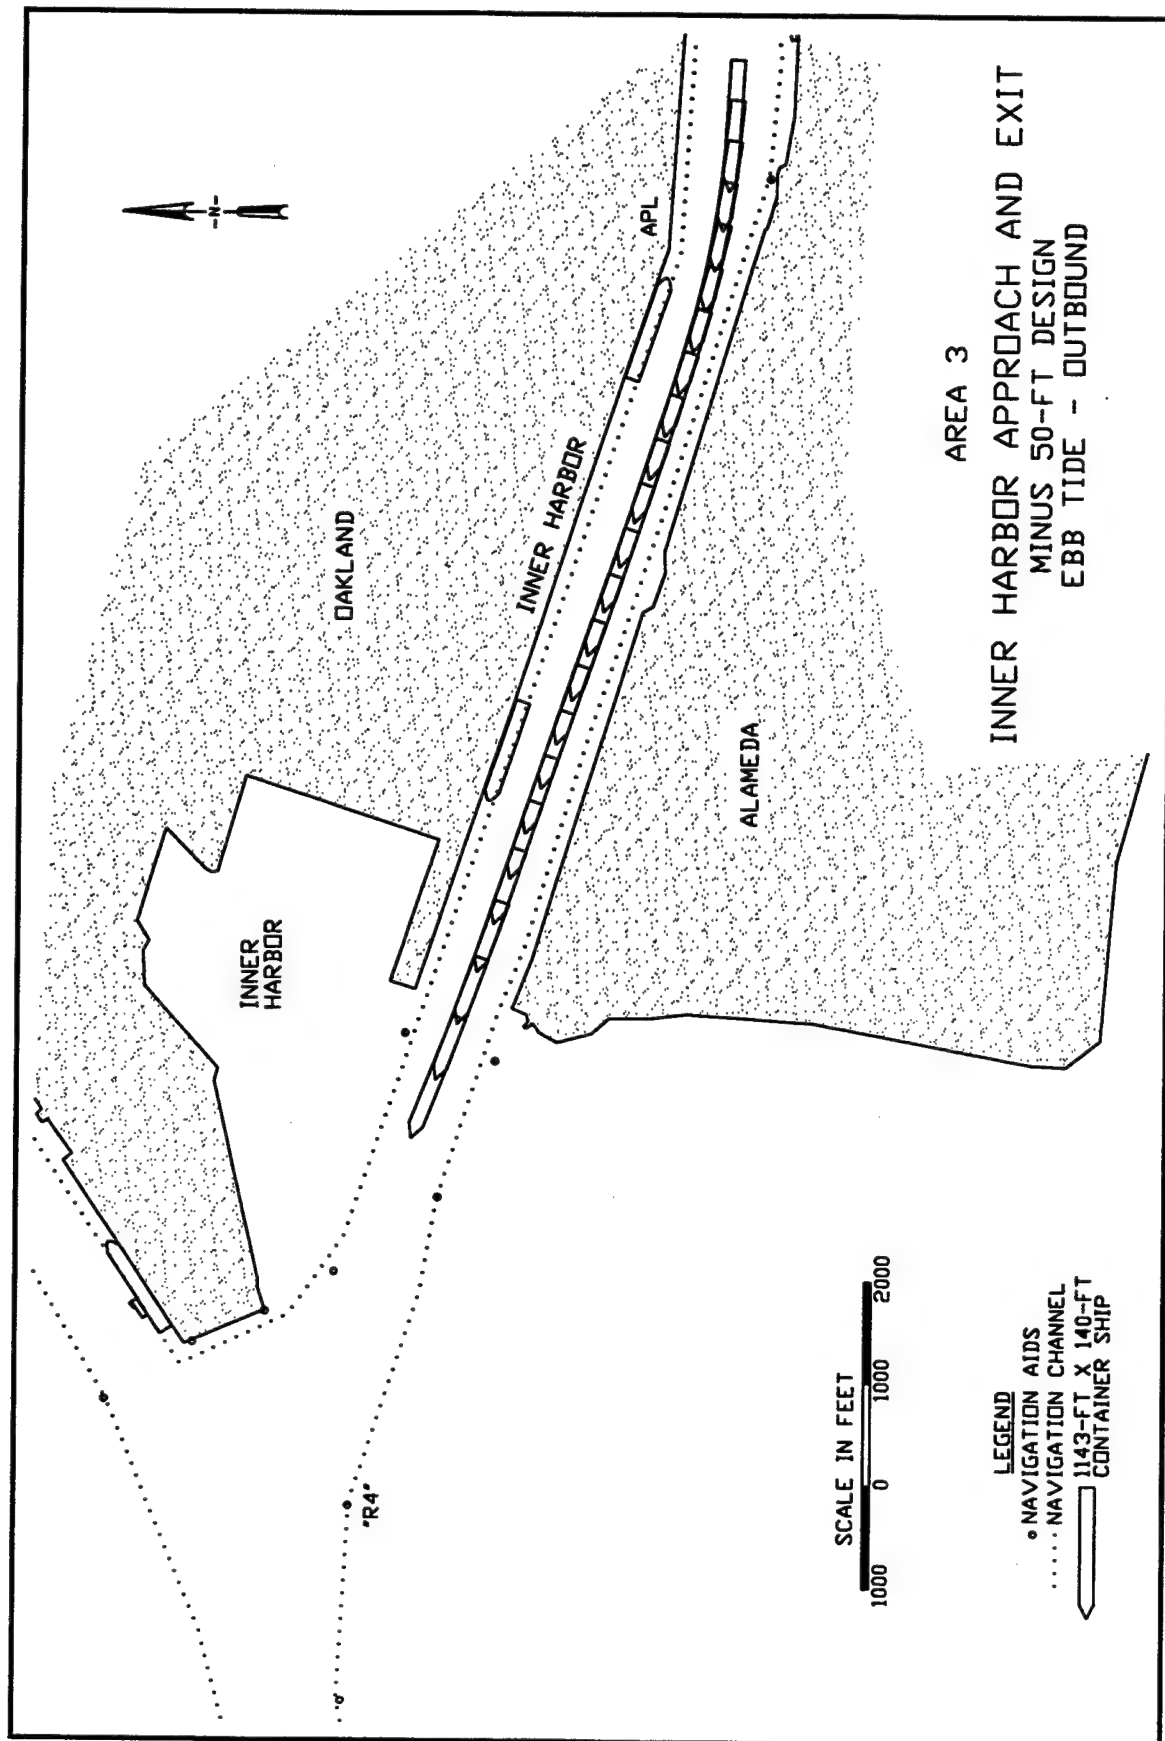 -N-
APL
OAKLAND
INNER HARBOR
INNER
HARBOR
ALAMEDA
"R4"
AREA 3
INNER HARBOR APPROACH AND EXIT
MINUS 50-FT DESIGN
EBB TIDE - OUTBOUND
SCALE IN FEET
1000 0 1000 2000
LEGEND
NAVIGATION AIDS
NAVIGATION CHANNEL
1143-FT X 140-FT
CONTAINER SHIP